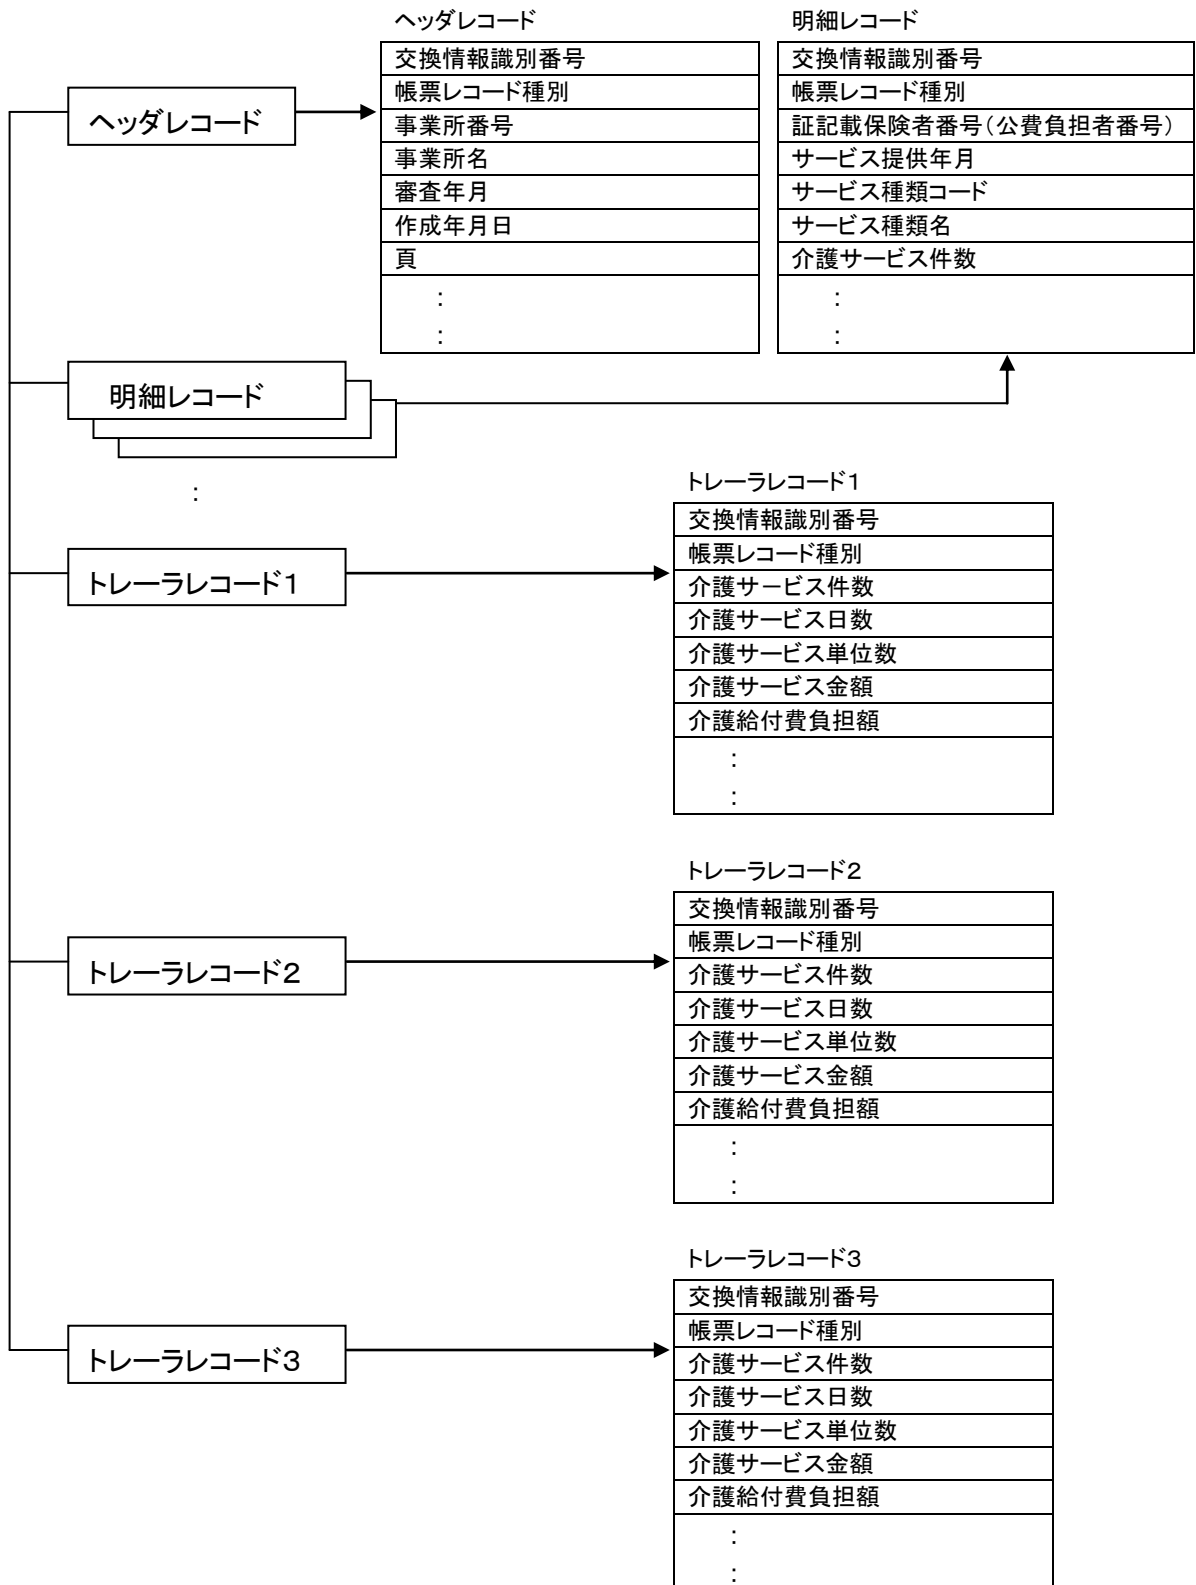 ヘッダレコード
交換情報識別番号
帳票レコード種別
事業所番号
事業所名
審査年月
作成年月日
頁
:
:
明細レコード
交換情報識別番号
帳票レコード種別
証記載保険者番号(公費負担者番号)
サービス提供年月
サービス種類コード
サービス種類名
介護サービス件数
:
:
ヘッダレコード
明細レコード
:
トレーラレコード1
トレーラレコード1
交換情報識別番号
帳票レコード種別
介護サービス件数
介護サービス日数
介護サービス単位数
介護サービス金額
介護給付費負担額
:
:
トレーラレコード2
トレーラレコード2
交換情報識別番号
帳票レコード種別
介護サービス件数
介護サービス日数
介護サービス単位数
介護サービス金額
介護給付費負担額
:
:
トレーラレコード3
トレーラレコード3
交換情報識別番号
帳票レコード種別
介護サービス件数
介護サービス日数
介護サービス単位数
介護サービス金額
介護給付費負担額
:
: